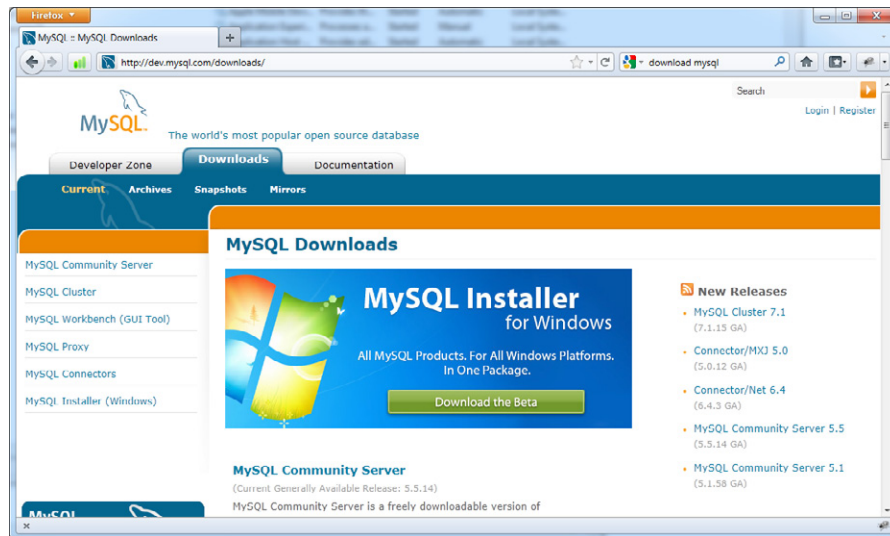 Firefox
MySQL :: MySQL Downloads
http://dev.mysql.com/downloads/
download mysql
Search
Login | Register
MySQL
The world's most popular open source database
Developer Zone
Downloads
Documentation
Current
Archives
Snapshots
Mirrors
MySQL Community Server
MySQL Cluster
MySQL Workbench (GUI Tool)
MySQL Proxy
MySQL Connectors
MySQL Installer (Windows)
MySQL Downloads
MySQL Installer
for Windows
All MySQL Products. For All Windows Platforms.
In One Package.
Download the Beta
MySQL Community Server
(Current Generally Available Release: 5.5.14)
MySQL Community Server is a freely downloadable version of
New Releases
MySQL Cluster 7.1
(7.1.15 GA)
Connector/MXJ 5.0
(5.0.12 GA)
Connector/Net 6.4
(6.4.3 GA)
MySQL Community Server 5.5
(5.5.14 GA)
MySQL Community Server 5.1
(5.1.58 GA)
MySQL